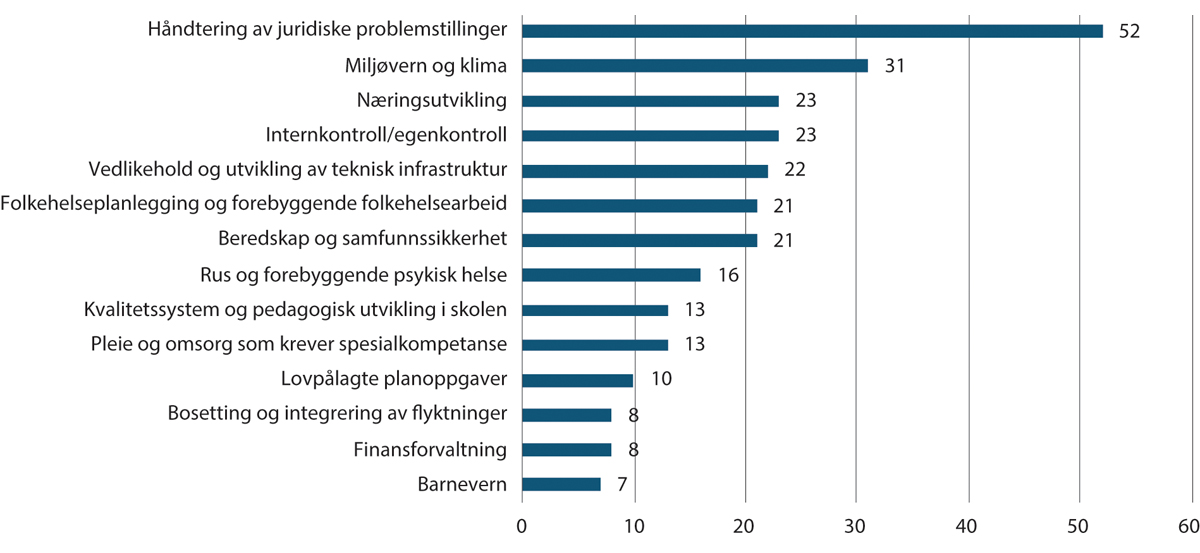 Håndtering av juridiske problemstillinger 52
Miljøvern og klima 31
Næringsutvikling 23
Internkontroll/egenkontroll 23
Vedlikehold og utvikling av teknisk infrastruktur 22
Folkehelseplanlegging og forebyggende folkehelsearbeid 21
Beredskap og samfunnssikkerhet 21
Rus og forebyggende psykisk helse 16
Kvalitetssystem og pedagogisk utvikling i skolen 13
Pleie og omsorg som krever spesialkompetanse 13
Lovpålagte planoppgaver 10
Bosetting og integrering av flyktninger 8
Finansforvaltning 8
Barnevern 7
0 10 20 30 40 50 60